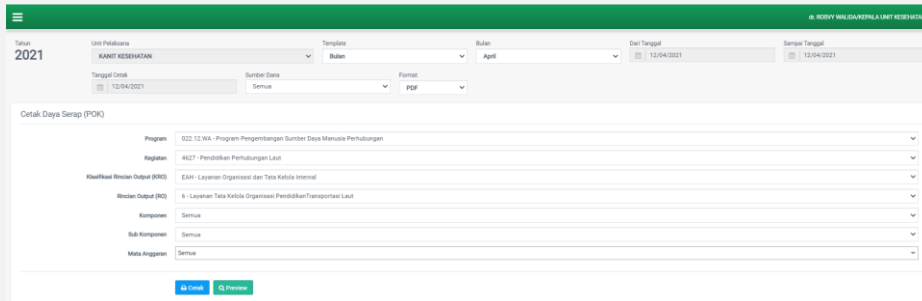 dr. ROSVY WALIDA/KEPALA UNIT KESEHATA
Tahun
2021
Unit Pelaksana
KANIT KESEHATAN
Template
Bulan
Bulan
April
Dari Tanggal
12/04/2021
Sampai Tanggal
12/04/2021
Tanggal Cetak
12/04/2021
Sumber Dana
Semua
Format
PDF
Cetak Daya Serap (POK)
Program 022.12.WA - Program Pengembangan Sumber Daya Manusia Perhubungan
Kegiatan 4627 - Pendidikan Perhubungan Laut
Klasifikasi Rincian Output (KRO) EAH - Layanan Organisasi dan Tata Kelola Internal
Rincian Output (RO) 6 - Layanan Tata Kelola Organisasi PendidikanTransportasi Laut
Komponen Semua
Sub Komponen Semua
Mata Anggaran Semua
Cetak Preview